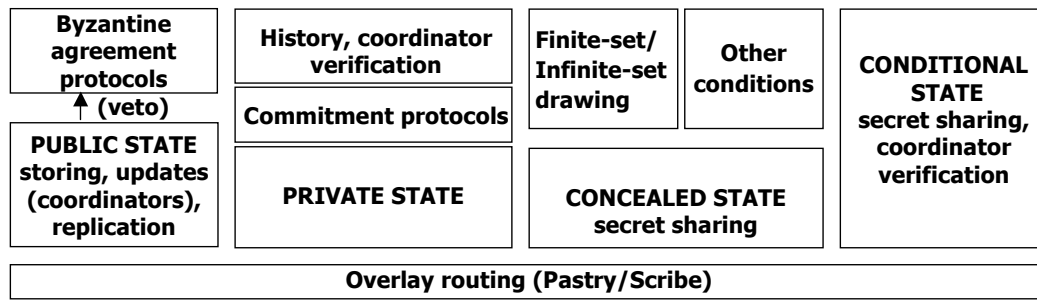 Byzantine
agreement
protocols
(veto)
PUBLIC STATE
storing, updates
(coordinators),
replication
History, coordinator
verification
Commitment protocols
PRIVATE STATE
Finite-set/
Infinite-set
drawing
Other
conditions
CONCEALED STATE
secret sharing
CONDITIONAL
STATE
secret sharing,
coordinator
verification
Overlay routing (Pastry/Scribe)